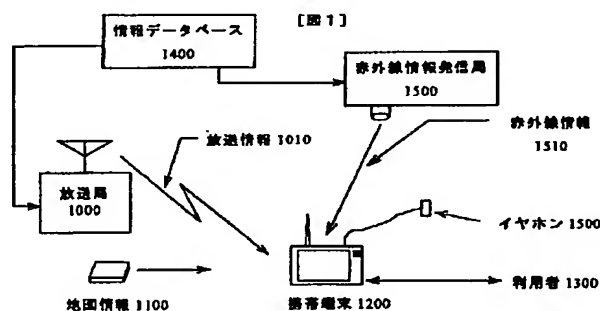 [図1]
情報データベース
1400
赤外線情報発信局
1500
放送情報 1010
赤外線情報
1510
放送局
1000
イヤホン 1500
地図情報 1100
携帯端末 1200
利用者 1300